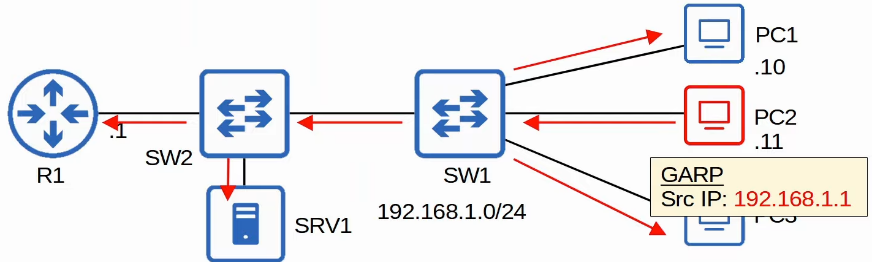 PC1
.10
.1
PC2
.11
SW2
R1
SW1
GARP
Src IP: 192.168.1.1
192.168.1.0/24
SRV1
PC3